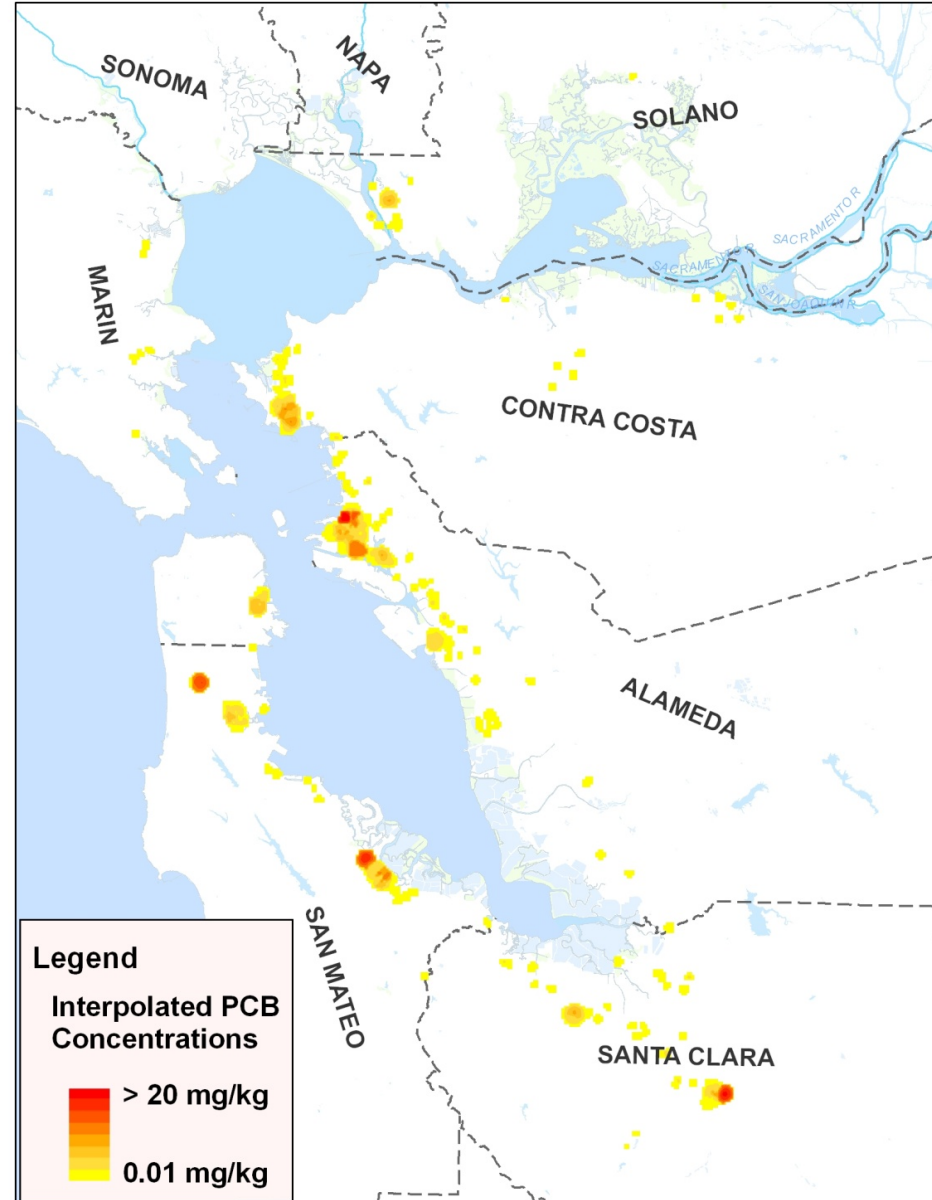 NAPA
SONOMA
SOLANO
SACRAMENTO R
SACRAMENTO R
SAN JOAQUIN R
MARIN
CONTRA COSTA
ALAMEDA
SAN MATEO
SANTA CLARA
Legend
Interpolated PCB
Concentrations
> 20 mg/kg
0.01 mg/kg